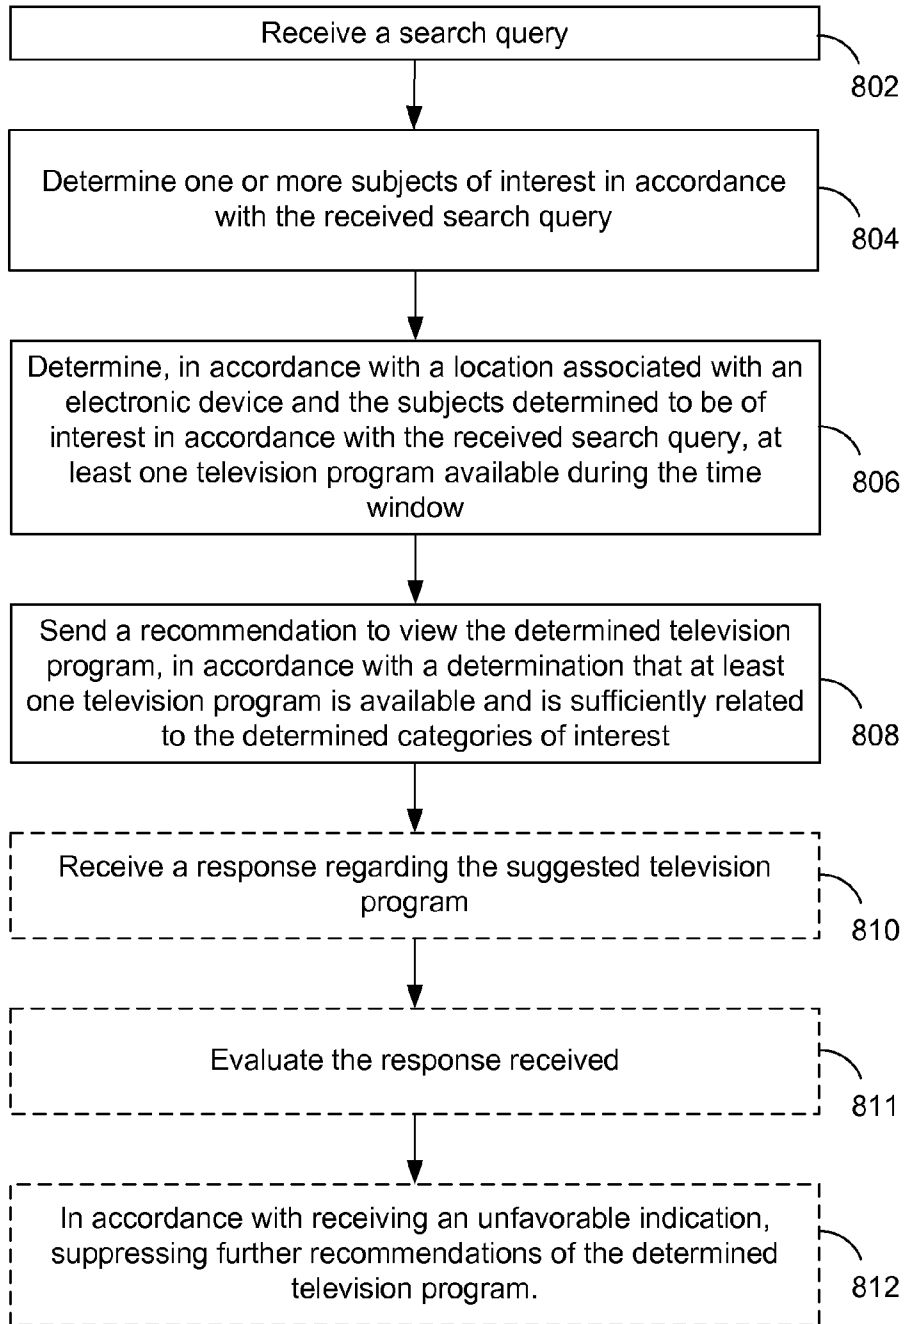 Receive a search query
802
Determine one or more subjects of interest in accordance
with the received search query
804
Determine, in accordance with a location associated with an
electronic device and the subjects determined to be of
interest in accordance with the received search query, at
least one television program available during the time
window
806
Send a recommendation to view the determined television
program, in accordance with a determination that at least
one television program is available and is sufficiently related
to the determined categories of interest
808
Receive a response regarding the suggested television
program
810
Evaluate the response received
811
In accordance with receiving an unfavorable indication,
suppressing further recommendations of the determined
television program.
812